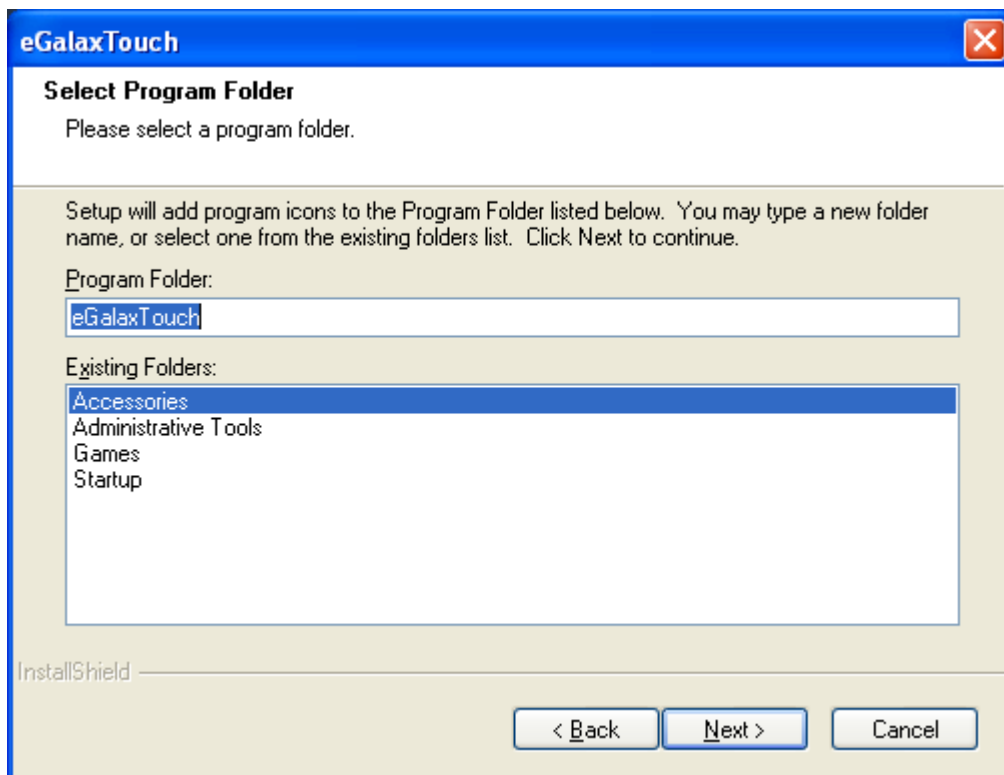 eGalaxTouch
Select Program Folder
Please select a program folder.
Setup will add program icons to the Program Folder listed below.  You may type a new folder
name, or select one from the existing folders list.  Click Next to continue.
Program Folder:
eGalaxTouch
Existing Folders:
Accessories
Administrative Tools
Games
Startup
InstallShield
< Back
Next >
Cancel